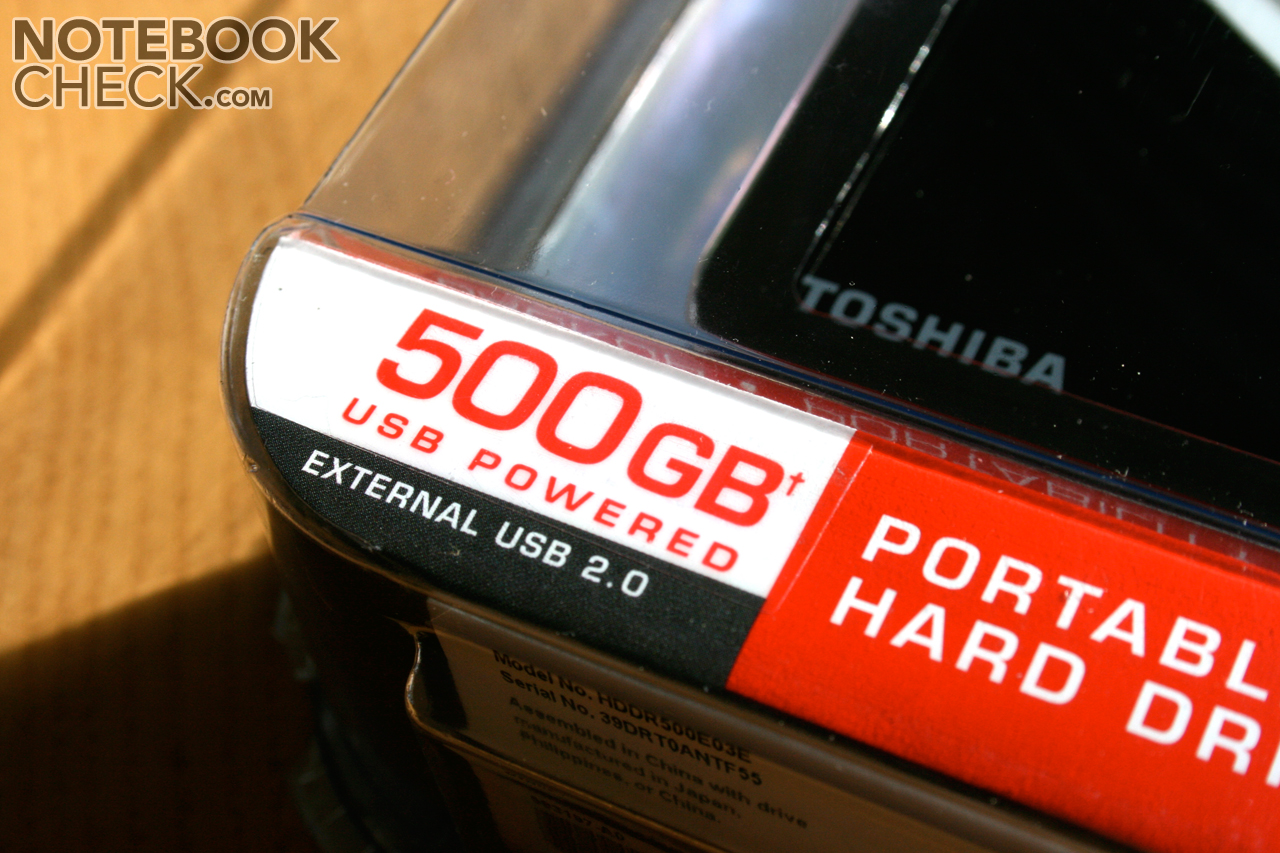 NOTEBOOK
CHECK.COM
TOSHIBA
500GB†
USB POWERED
EXTERNAL USB 2.0
PORTABL
HARD DRI
Model No. HDDR500E03E
Serial No. 39DRT0ANTF55
Assembled in China with drive
manufactured in Japan,
Philippines, or China.